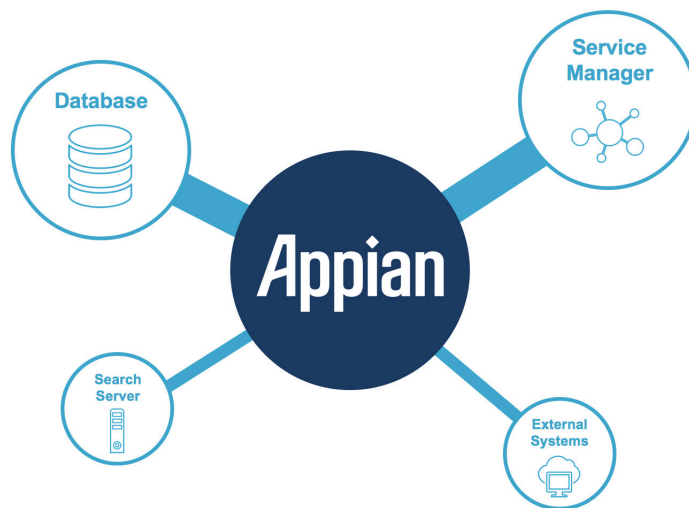 Service
Manager
Database
Appian
Search
Server
External
Systems